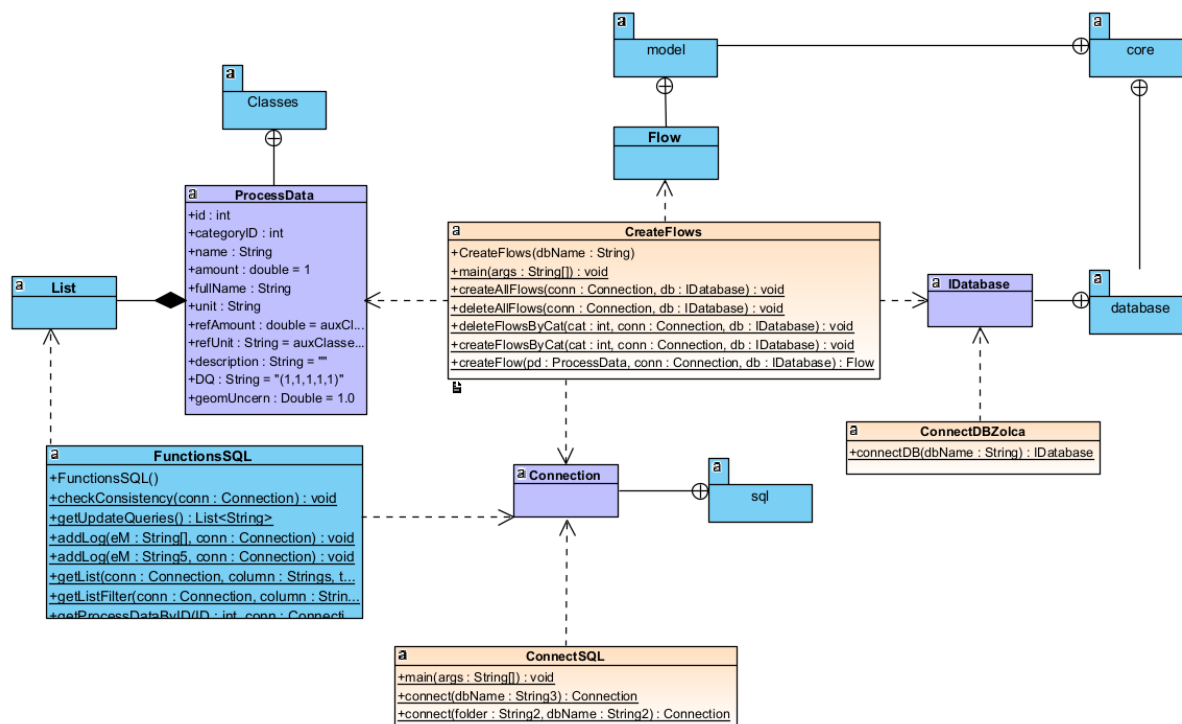 a
model
a
core
a
Classes
Flow
a
ProcessData
+id : int
+categoryID : int
+name : String
+amount : double = 1
+fullName : String
+unit : String
+refAmount : double = auxCl...
+refUnit : String = auxClasse...
+description : String = ""
+DQ : String = "(1,1,1,1,1)"
+geomUncern : Double = 1.0
a
CreateFlows
+CreateFlows(dbName : String)
+main(args : String[]) : void
+createAllFlows(conn : Connection, db : IDatabase) : void
+deleteAllFlows(conn : Connection, db : IDatabase) : void
+deleteFlowsByCat(cat : int, conn : Connection, db : IDatabase) : void
+createFlowsByCat(cat : int, conn : Connection, db : IDatabase) : void
+createFlow(pd : ProcessData, conn : Connection, db : IDatabase) : Flow
a
List
a
IDatabase
a
database
a
ConnectDBZolca
+connectDB(dbName : String) : IDatabase
a
FunctionsSQL
+FunctionsSQL()
+checkConsistency(conn : Connection) : void
+getUpdateQueries() : List<String>
+addLog(eM : String[], conn : Connection) : void
+addLog(eM : String5, conn : Connection) : void
+getList(conn : Connection, column : Strings, t...
+getListFilter(conn : Connection, column : Strin...
+getProcessDataByID(ID : int, conn : Connecti...
a
Connection
a
sql
a
ConnectSQL
+main(args : String[]) : void
+connect(dbName : String3) : Connection
+connect(folder : String2, dbName : String2) : Connection